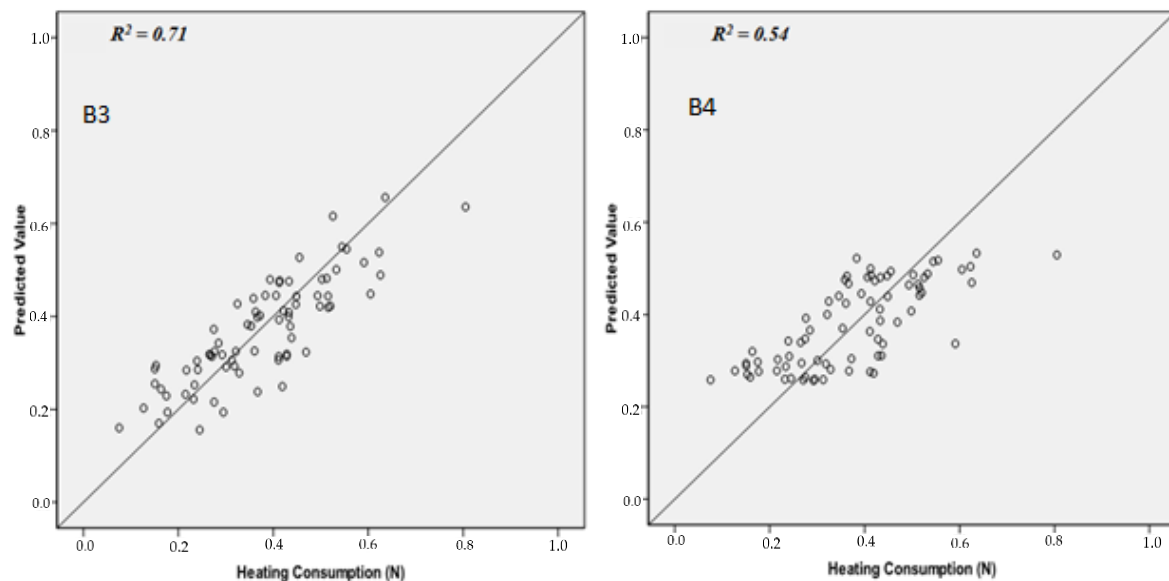 R² = 0.71
B3
1.0
0.8
0.6
0.4
0.2
0.0
Predicted Value
0.0 0.2 0.4 0.6 0.8 1.0
Heating Consumption (N)
R² = 0.54
B4
1.0
0.8
0.6
0.4
0.2
0.0
Predicted Value
0.0 0.2 0.4 0.6 0.8 1.0
Heating Consumption (N)